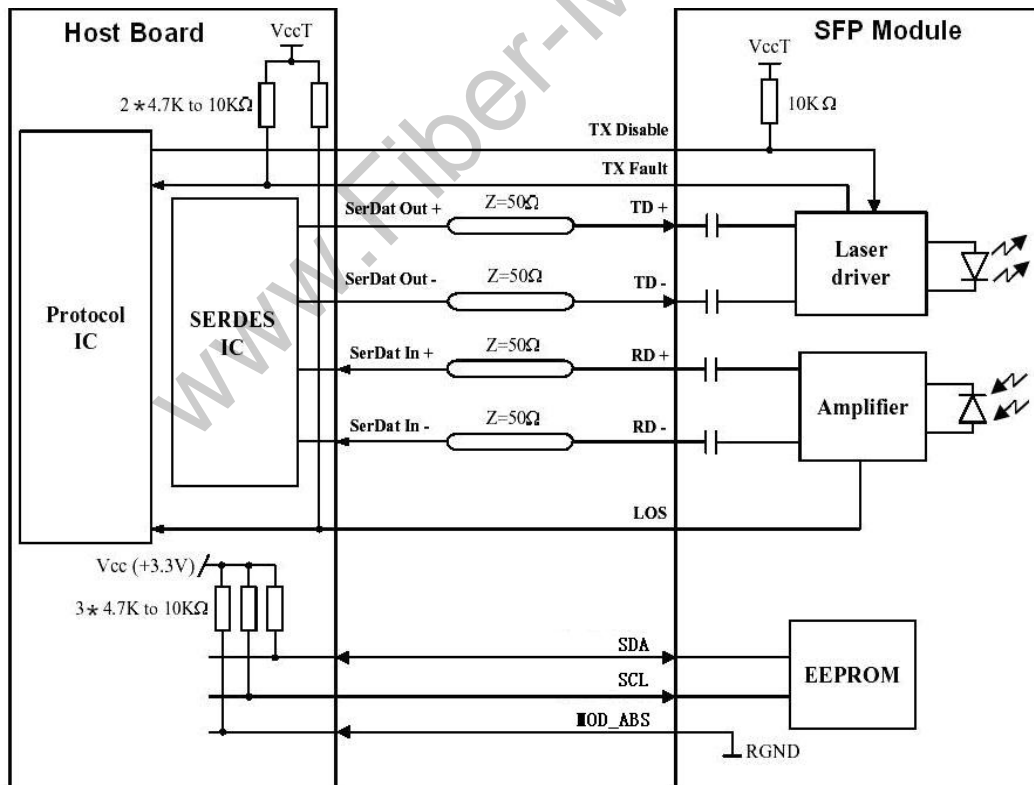 Host Board
SFP Module
VccT
VccT
2*4.7K to 10KΩ
10KΩ
TX Disable
TX Fault
SerDat Out +
Z=50Ω
TD +
SerDat Out -
Z=50Ω
TD -
Laser
driver
Protocol
IC
SERDES
IC
SerDat In +
Z=50Ω
RD +
SerDat In -
Z=50Ω
RD -
Amplifier
LOS
Vcc (+3.3V)
3*4.7K to 10KΩ
SDA
SCL
MOD_ABS
EEPROM
RGND
www.Fiber-M